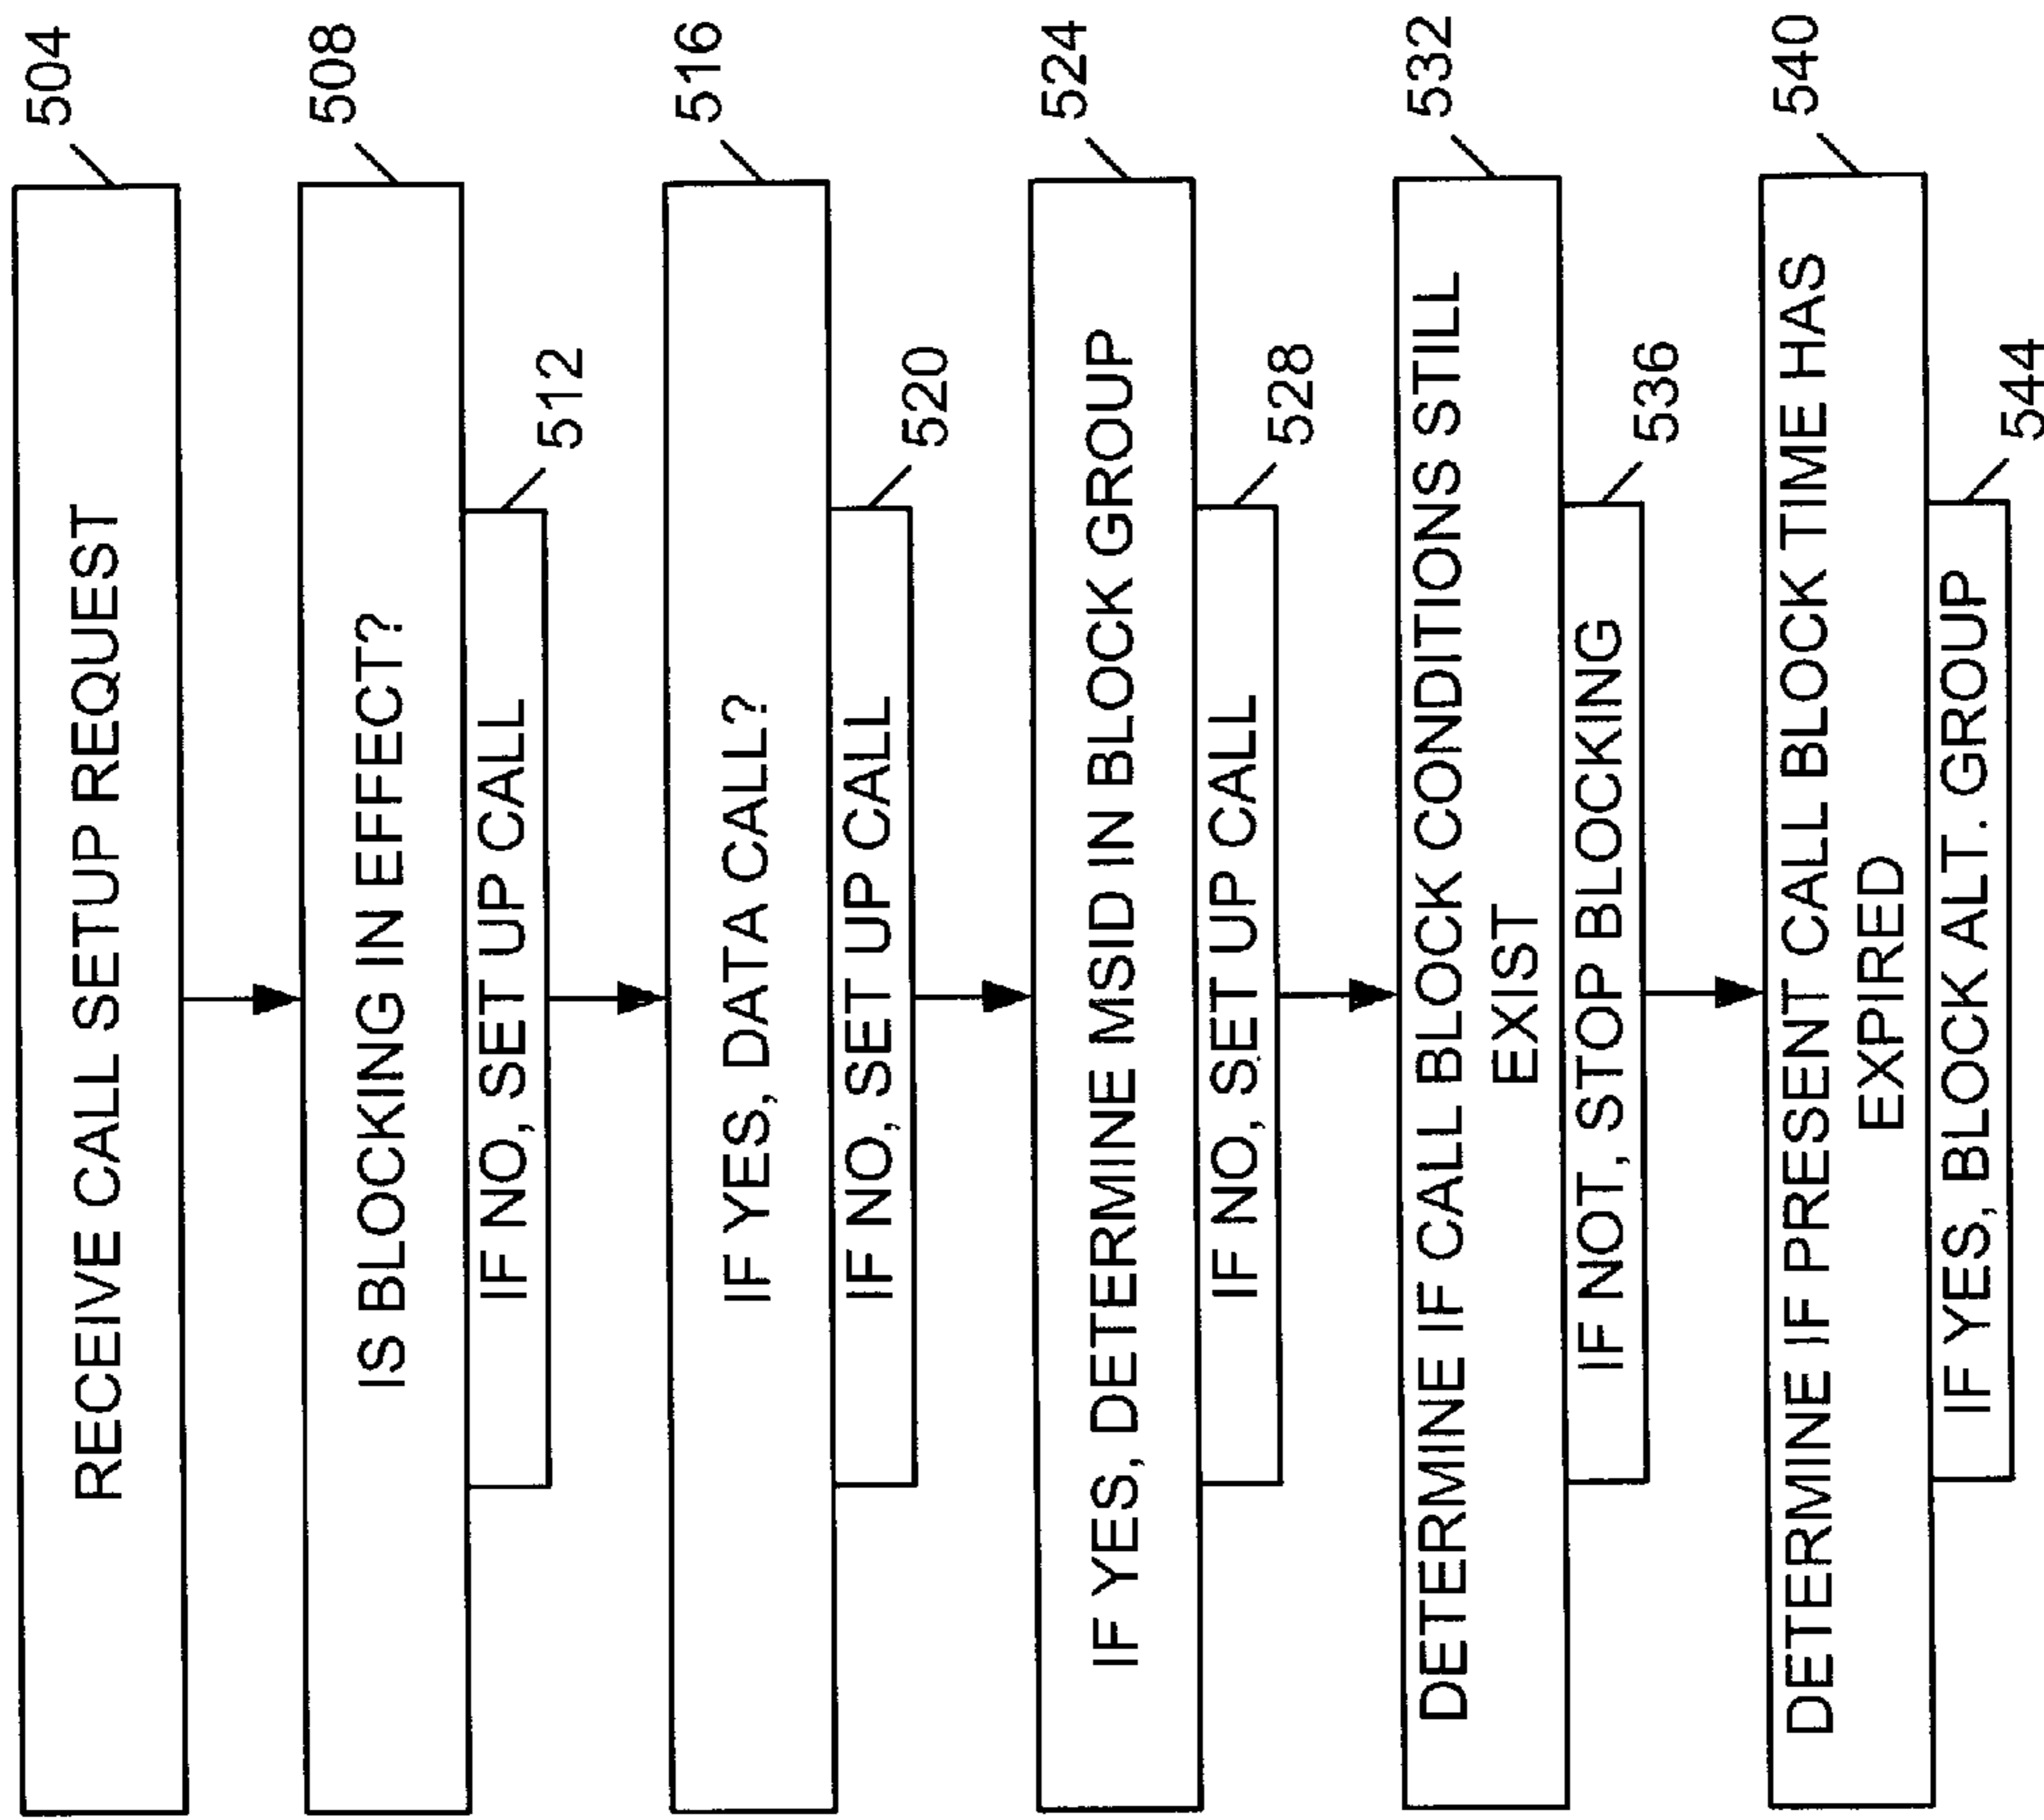 RECEIVE CALL SETUP REQUEST
504
IS BLOCKING IN EFFECT?
508
IF NO, SET UP CALL
512
IF YES, DATA CALL?
516
IF NO, SET UP CALL
520
IF YES, DETERMINE MSID IN BLOCK GROUP
524
IF NO, SET UP CALL
528
DETERMINE IF CALL BLOCK CONDITIONS STILL
EXIST
532
IF NOT, STOP BLOCKING
536
DETERMINE IF PRESENT CALL BLOCK TIME HAS
EXPIRED
540
IF YES, BLOCK ALT. GROUP
544